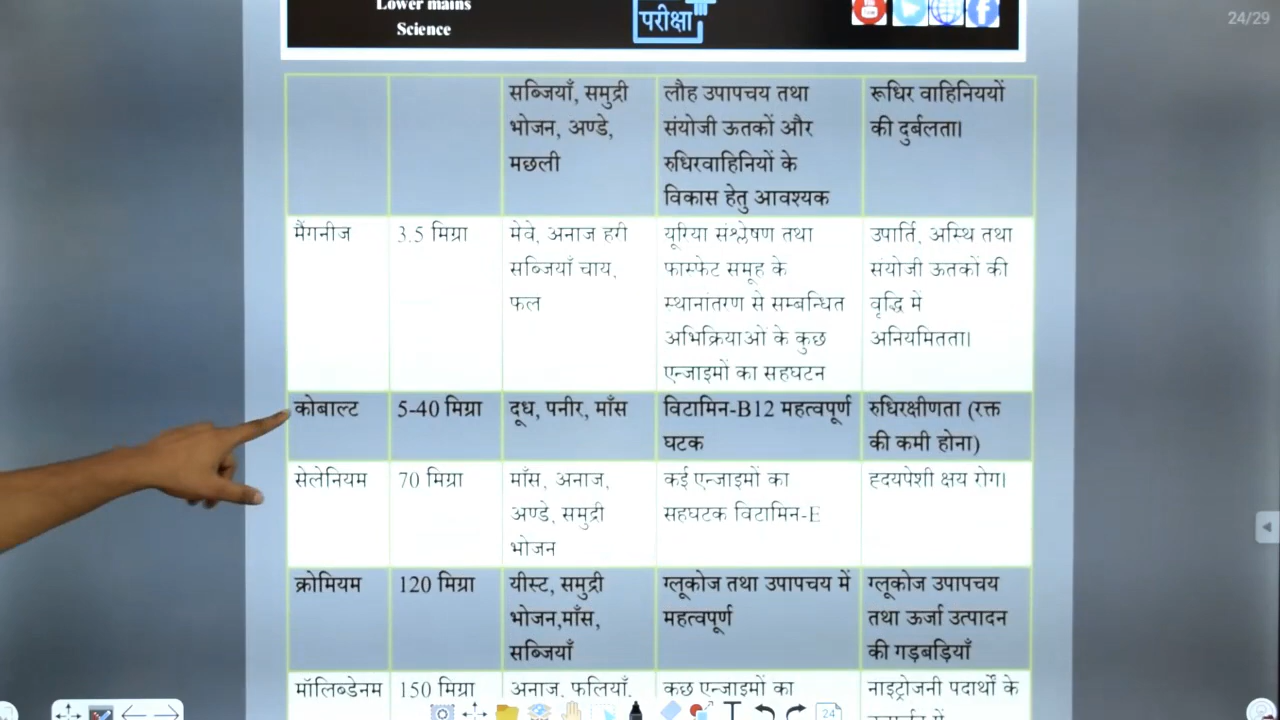 Lower mains
Science
परीक्षा
24/29
सब्जियाँ, समुद्री
भोजन, अण्डे,
मछली
लौह उपापचय तथा
संयोजी ऊतकों और
रुधिरवाहिनियों के
विकास हेतु आवश्यक
रूधिर वाहिनिययों
की दुर्बलता।
मैंगनीज
3.5 मिग्रा
मेवे, अनाज हरी
सब्जियाँ चाय,
फल
यूरिया संश्लेषण तथा
फास्फेट समूह के
स्थानांतरण से सम्बन्धित
अभिक्रियाओं के कुछ
एन्जाइमों का सहघटन
उपार्ति, अस्थि तथा
संयोजी ऊतकों की
वृद्धि में
अनियमितता।
कोबाल्ट
5-40 मिग्रा
दूध, पनीर, माँस
विटामिन-B12 महत्वपूर्ण
घटक
रुधिरक्षीणता (रक्त
की कमी होना)
सेलेनियम
70 मिग्रा
माँस, अनाज,
अण्डे, समुद्री
भोजन
कई एन्जाइमों का
सहघटक विटामिन-E
ह्दयपेशी क्षय रोग।
क्रोमियम
120 मिग्रा
यीस्ट, समुद्री
भोजन,माँस,
सब्जियाँ
ग्लूकोज तथा उपापचय में
महत्वपूर्ण
ग्लूकोज उपापचय
तथा ऊर्जा उत्पादन
की गड़बड़ियाँ
मॉलिब्डेनम
150 मिग्रा
अनाज, फलियाँ,
कुछ एन्जाइमों का
नाइट्रोजनी पदार्थों के
24